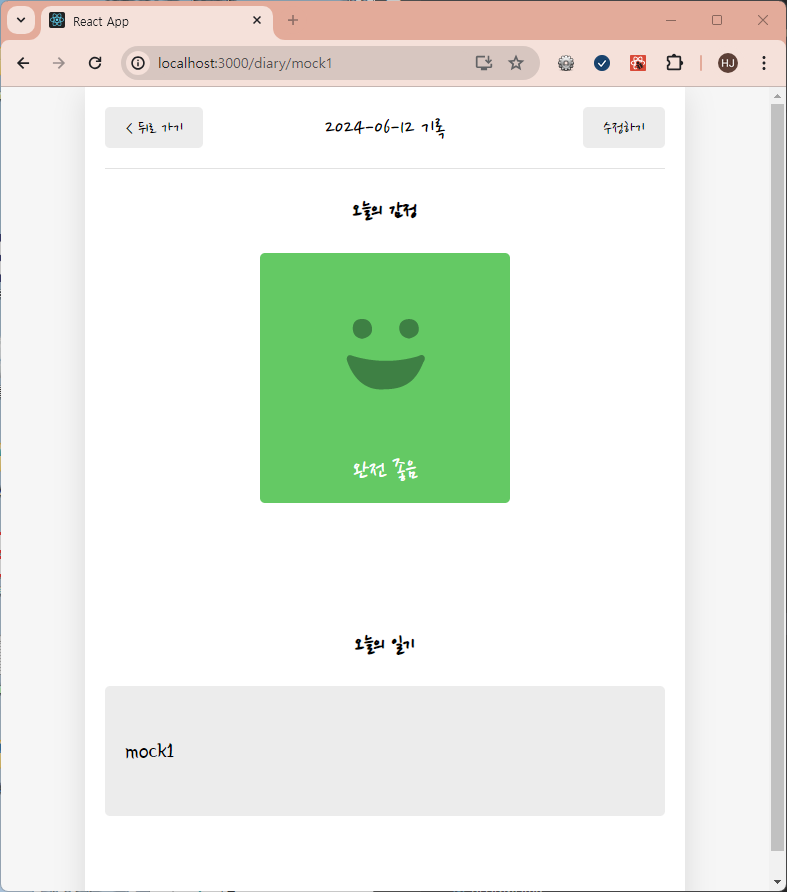 React App
localhost:3000/diary/mock1
HJ
< 뒤로 가기
2024-06-12 기록
수정하기
오늘의 감정
완전 좋음
오늘의 일기
mock1